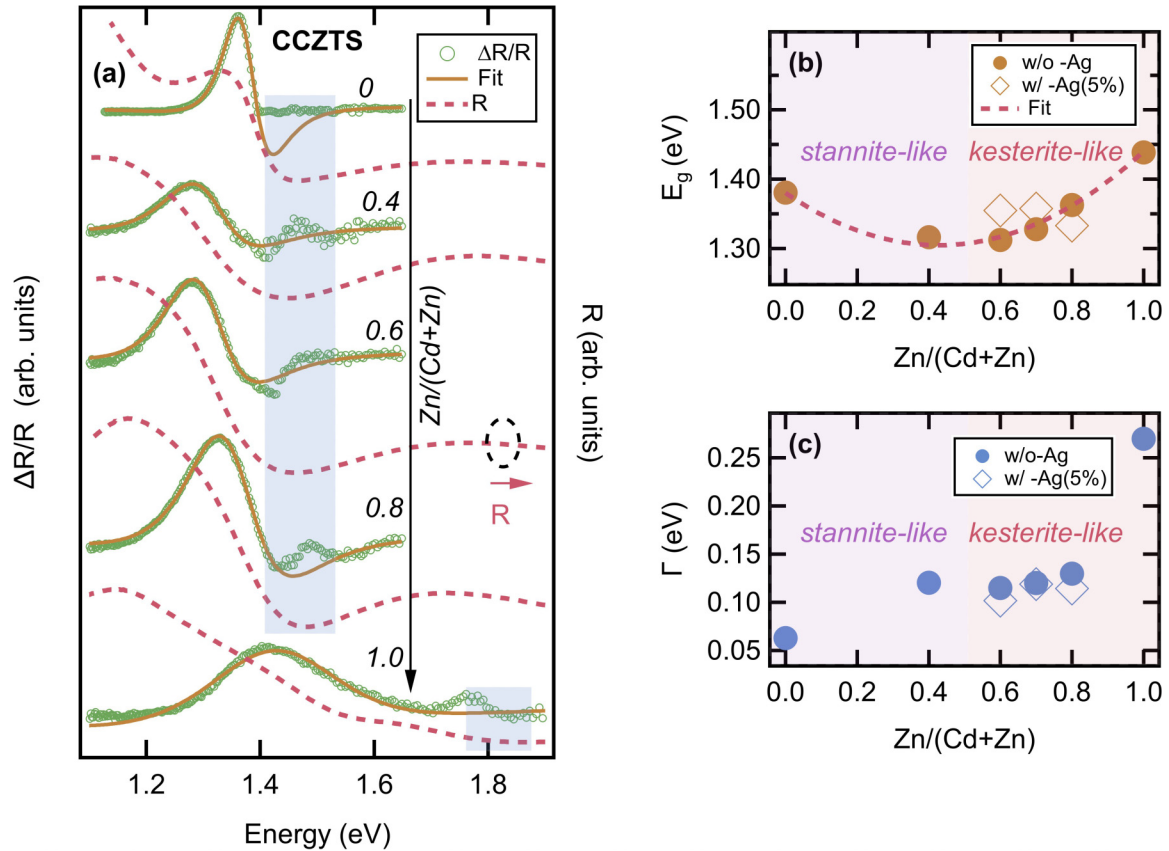 (a)
CCZTS
ΔR/R
Fit
R
0
0.4
0.6
0.8
1.0
Zn/(Cd+Zn)
R
ΔR/R (arb. units)
R (arb. units)
1.2 1.4 1.6 1.8
Energy (eV)
(b)
w/o -Ag
w/ -Ag(5%)
Fit
stannite-like kesterite-like
E_g (eV)
1.50
1.40
1.30
0.0 0.2 0.4 0.6 0.8 1.0
Zn/(Cd+Zn)
(c)
w/o-Ag
w/ -Ag(5%)
stannite-like kesterite-like
Γ (eV)
0.25
0.20
0.15
0.10
0.05
0.0 0.2 0.4 0.6 0.8 1.0
Zn/(Cd+Zn)